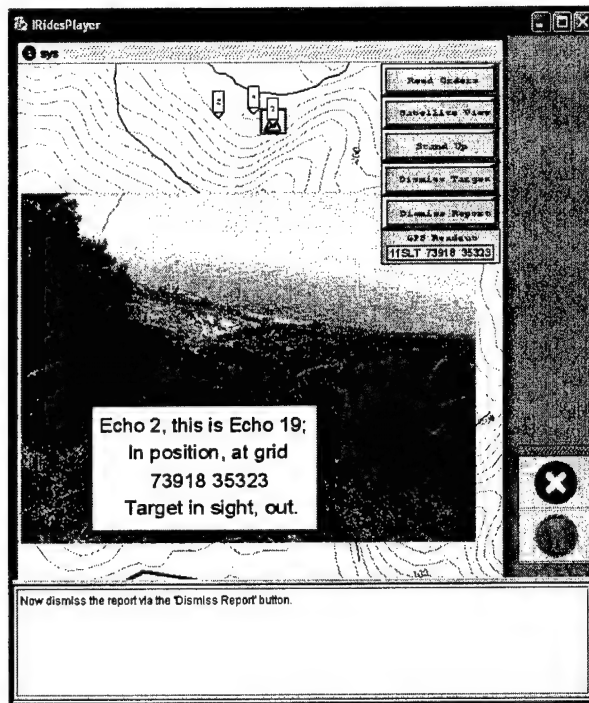 iRidesPlayer
sys
Read Orders
Satellite View
Stand Up
Dismiss Target
Dismiss Report
GPS Readout
11SLT 73918 35323
Echo 2, this is Echo 19;
In position, at grid
73918 35323
Target in sight, out.
Now dismiss the report via the 'Dismiss Report' button.